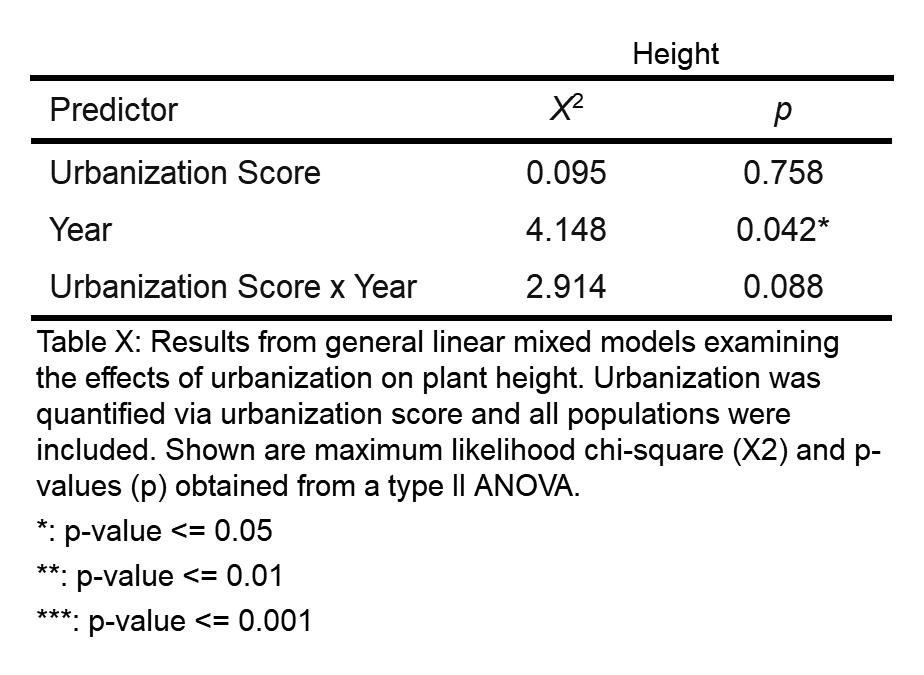 Height
Predictor X² p
Urbanization Score 0.095 0.758
Year 4.148 0.042*
Urbanization Score x Year 2.914 0.088
Table X: Results from general linear mixed models examining
the effects of urbanization on plant height. Urbanization was
quantified via urbanization score and all populations were
included. Shown are maximum likelihood chi-square (X2) and p-
values (p) obtained from a type II ANOVA.
*: p-value <= 0.05
**: p-value <= 0.01
***: p-value <= 0.001